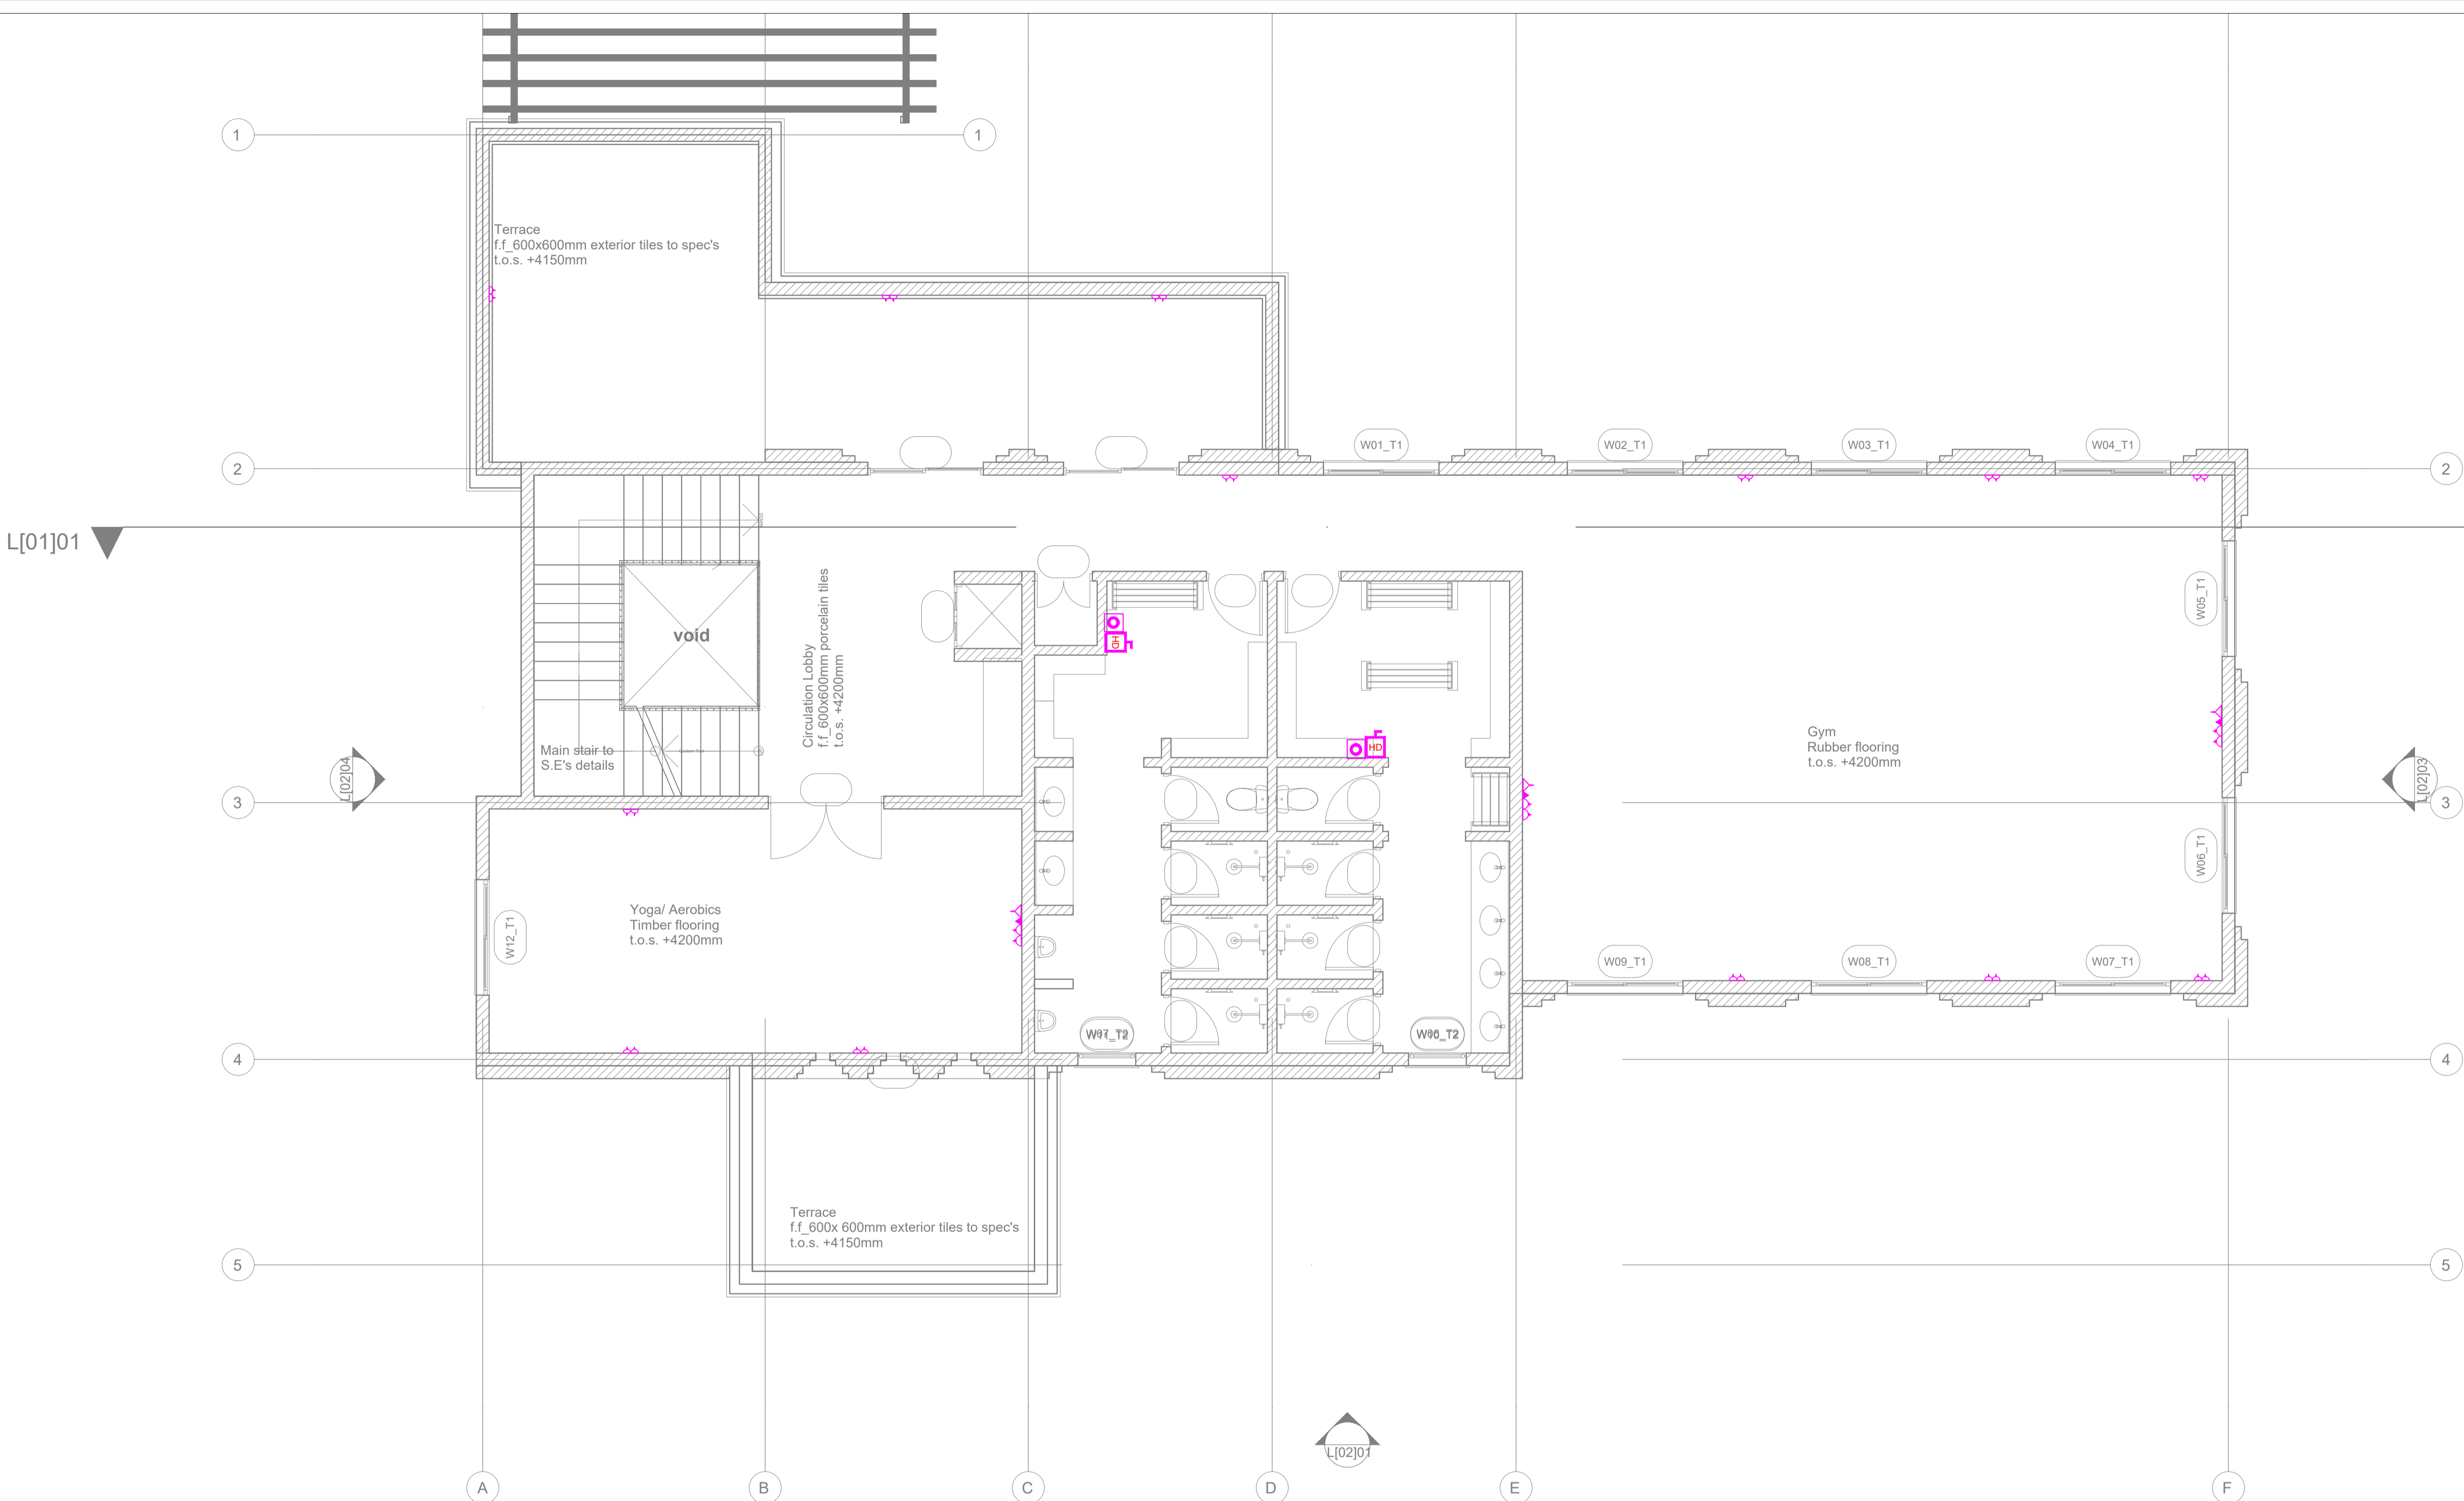 1
1
Terrace
f.f_600x600mm exterior tiles to spec's
t.o.s. +4150mm
W01_T1
W02_T1
W03_T1
W04_T1
2
2
L[01]01
W05_T1
HD
void
Circulation Lobby
f.f_600x600mm porcelain tiles
t.o.s. +4200mm
Main stair to
S.E's details
HD
Gym
Rubber flooring
t.o.s. +4200mm
L[02]04
L[02]03
3
3
W06_T1
Yoga/ Aerobics
Timber flooring
t.o.s. +4200mm
W12_T1
W09_T1
W08_T1
W07_T1
4
4
Terrace
f.f_600x 600mm exterior tiles to spec's
t.o.s. +4150mm
5
5
L[02]01
A
B
C
D
E
F